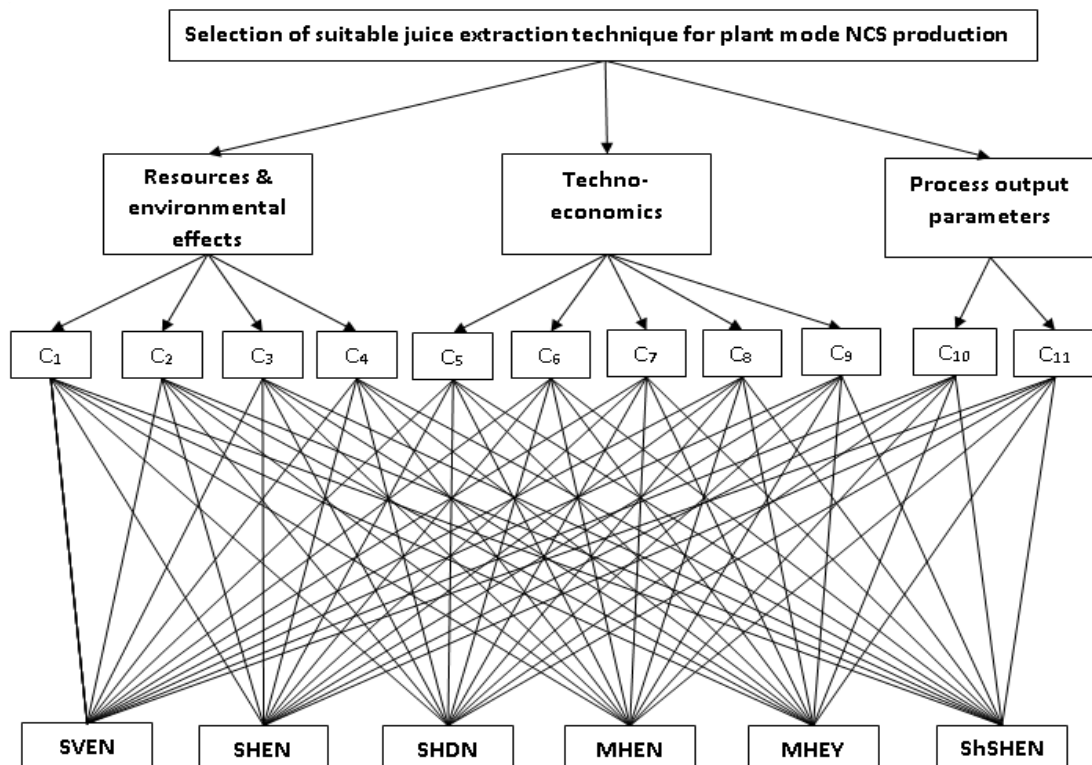 Selection of suitable juice extraction technique for plant mode NCS production
Resources &
environmental
effects
Techno-
economics
Process output
parameters
C₁ C₂ C₃ C₄ C₅ C₆ C₇ C₈ C₉ C₁₀ C₁₁
SVEN SHEN SHDN MHEN MHEY ShSHEN